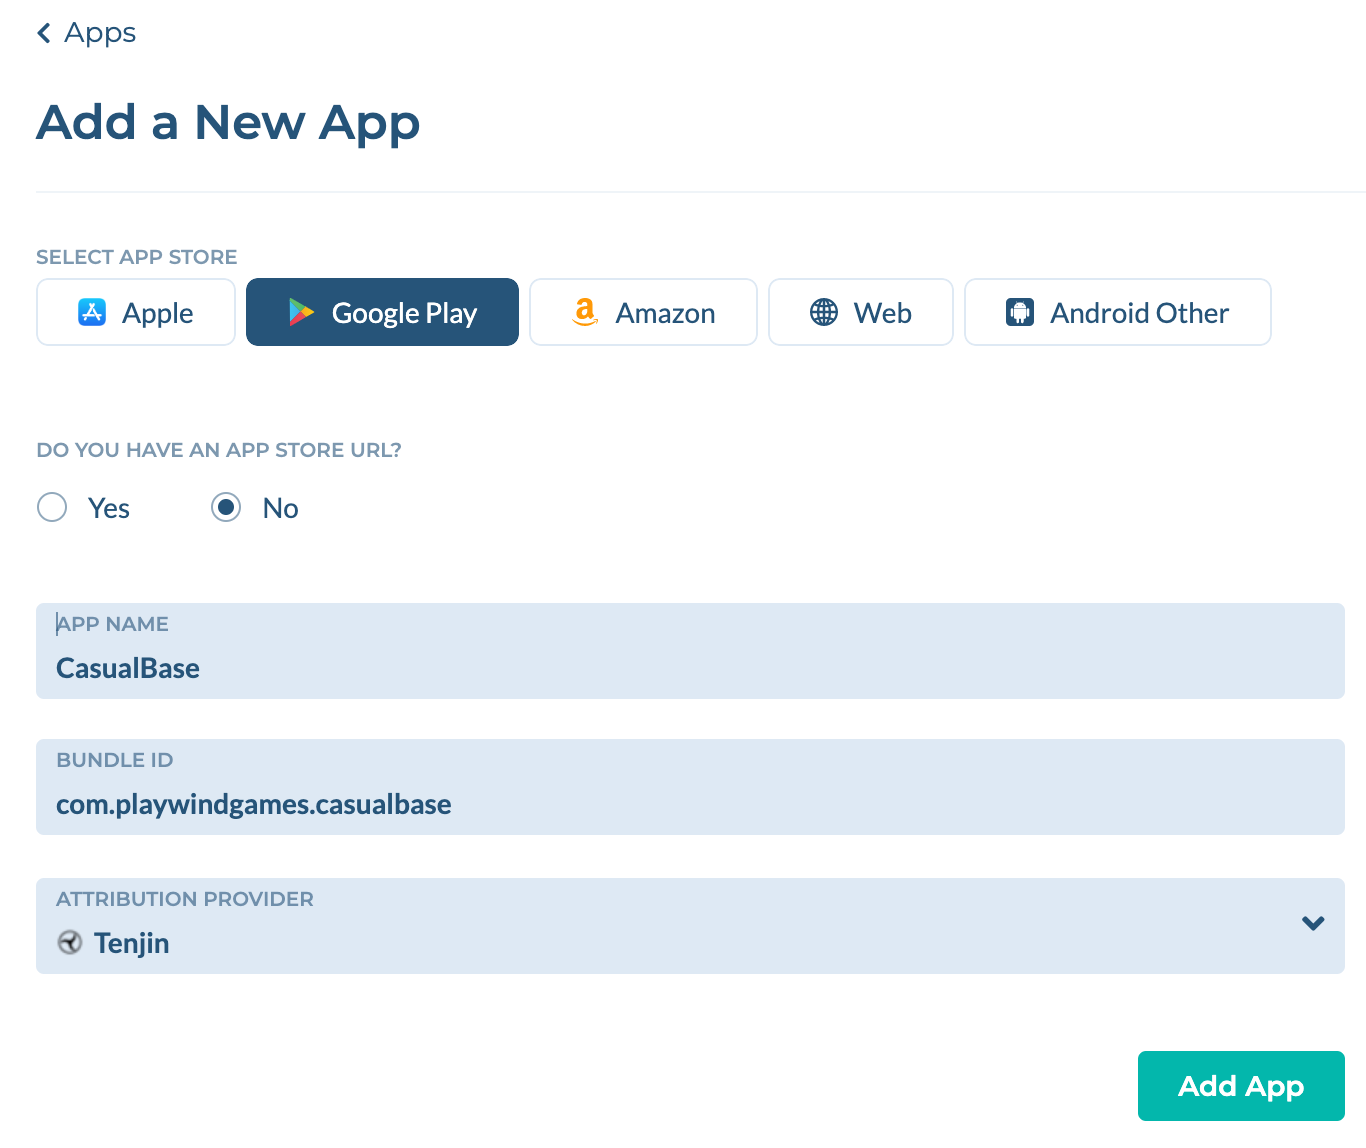 Apps
Add a New App
SELECT APP STORE
Apple Google Play Amazon Web Android Other
DO YOU HAVE AN APP STORE URL?
Yes No
APP NAME
CasualBase
BUNDLE ID
com.playwindgames.casualbase
ATTRIBUTION PROVIDER
Tenjin
Add App